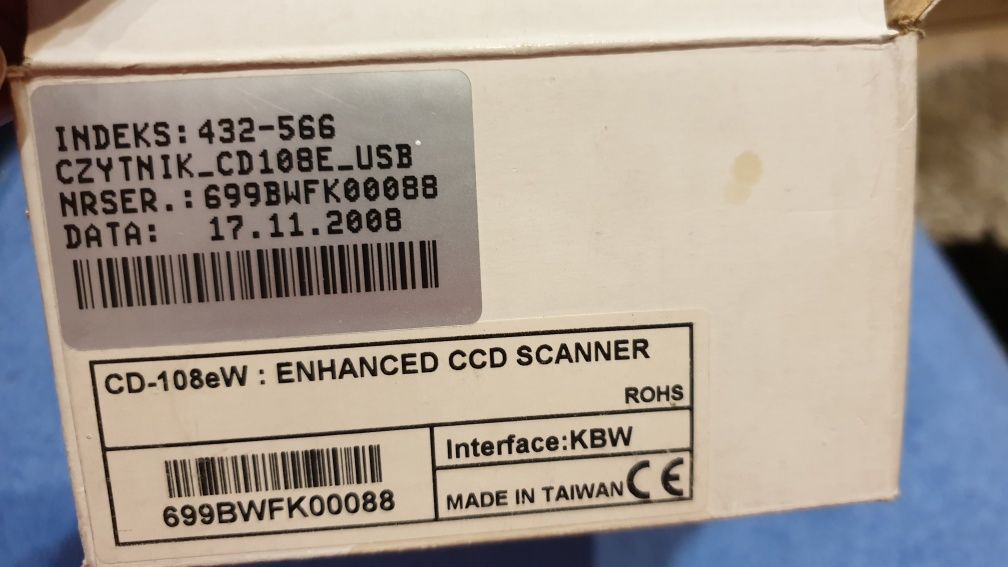 INDEKS: 432-566
CZYTNIK_CD108E_USB
NRSER.: 699BWFK00088
DATA: 17.11.2008
CD-108eW : ENHANCED CCD SCANNER
ROHS
699BWFK00088
Interface:KBW
MADE IN TAIWAN CE